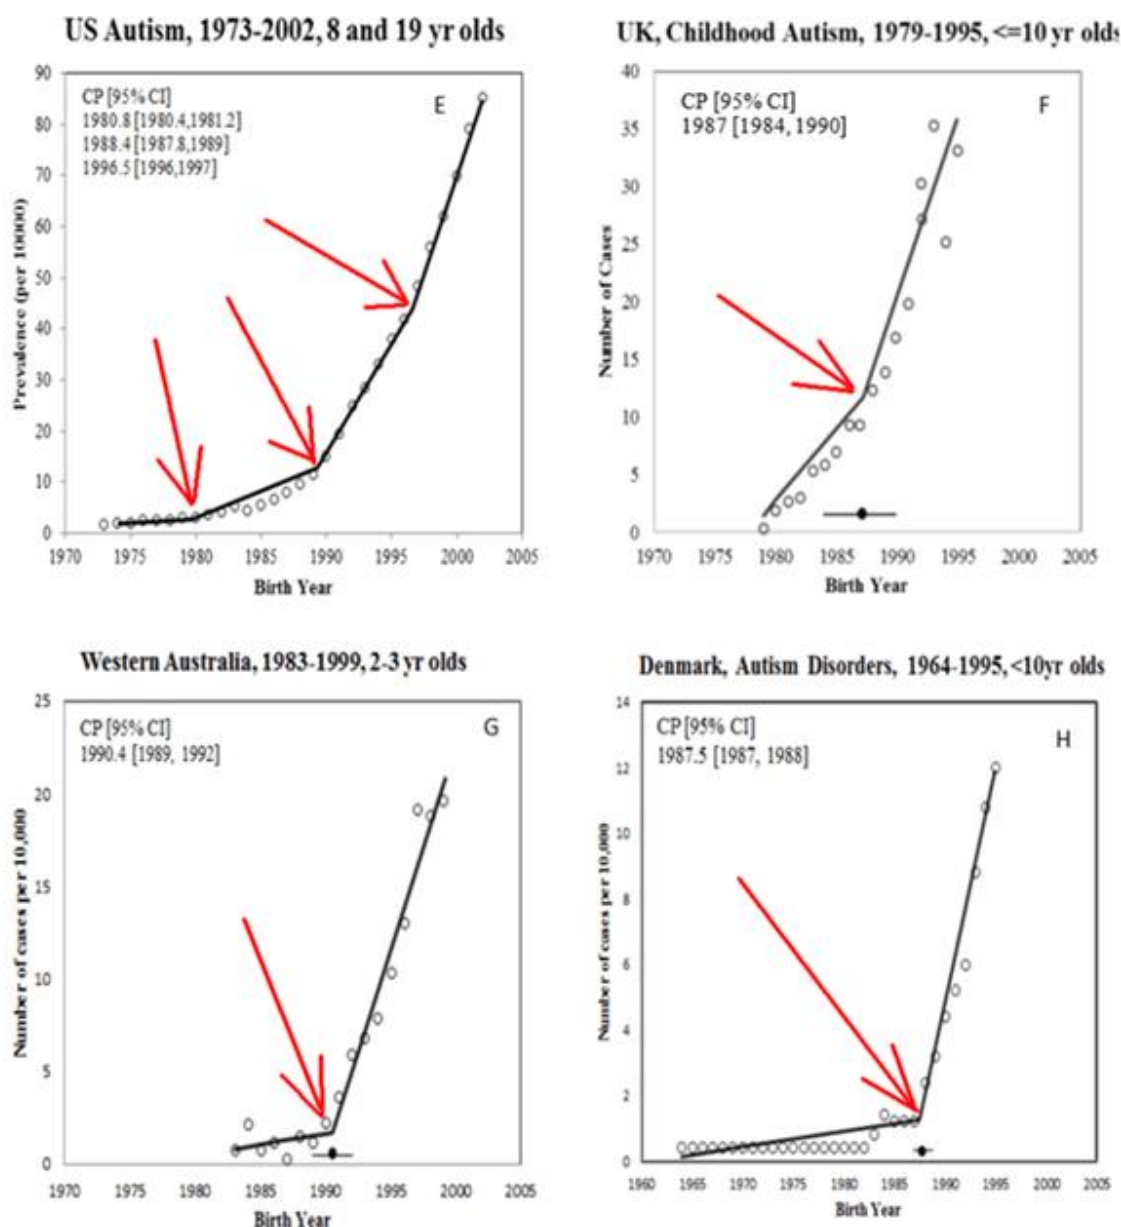 US Autism, 1973-2002, 8 and 19 yr olds
90
80
70
60
50
40
30
20
10
0
Prevalence (per 10000)
CP [95% CI]
1980.8 [1980.4,1981.2]
1988.4 [1987.8,1989]
1996.5 [1996,1997]
E
1970 1975 1980 1985 1990 1995 2000 2005
Birth Year
UK, Childhood Autism, 1979-1995, <=10 yr olds
40
35
30
25
20
15
10
5
0
Number of Cases
CP [95% CI]
1987 [1984, 1990]
F
1970 1975 1985 1990 1995 2000 2005
Birth Year
Western Australia, 1983-1999, 2-3 yr olds
25
20
15
10
5
0
Number of cases per 10,000
CP [95% CI]
1990.4 [1989, 1992]
G
1970 1975 1980 1985 1990 1995 2000 2005
Birth Year
Denmark, Autism Disorders, 1964-1995, <10yr olds
14
12
10
8
6
4
2
0
Number of cases per 10,000
CP [95% CI]
1987.5 [1987, 1988]
H
1960 1965 1970 1975 1980 1985 1990 1995 2000 2005
Birth Year